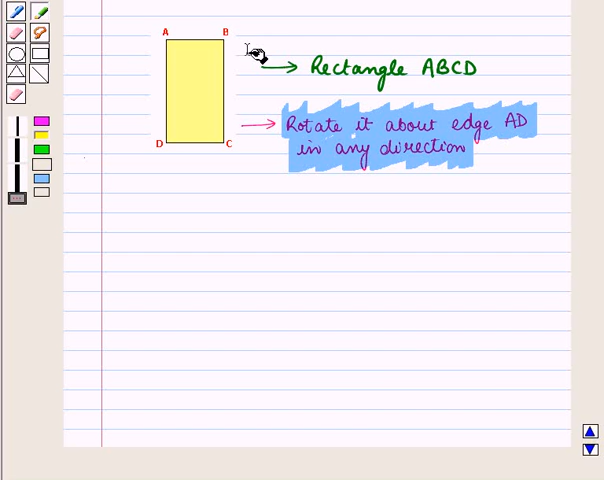 A B
Rectangle ABCD
Rotate it about edge AD
in any direction
D C